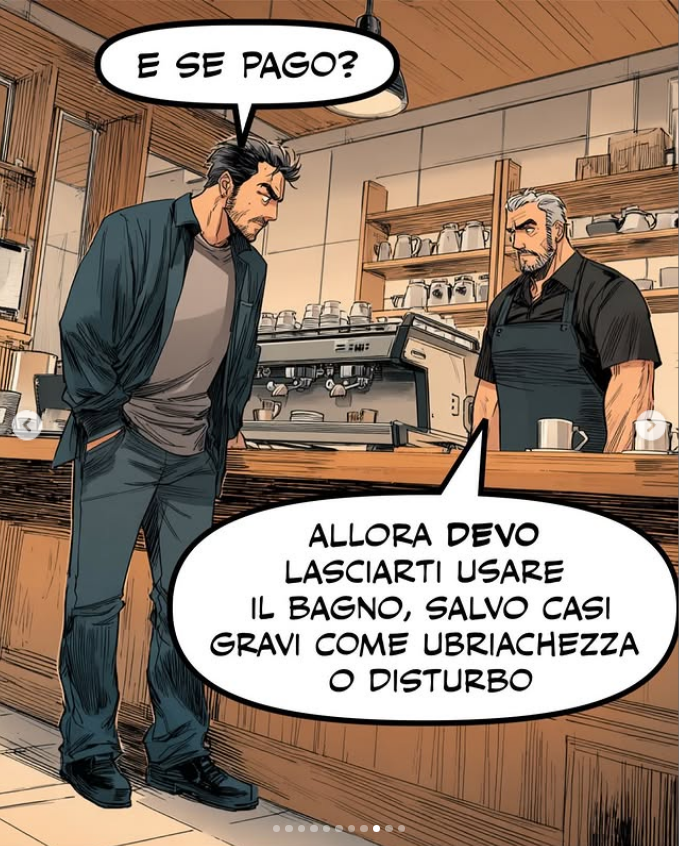 E SE PAGO?
ALLORA DEVO
LASCIARTI USARE
IL BAGNO, SALVO CASI
GRAVI COME UBRIACHEZZA
O DISTURBO